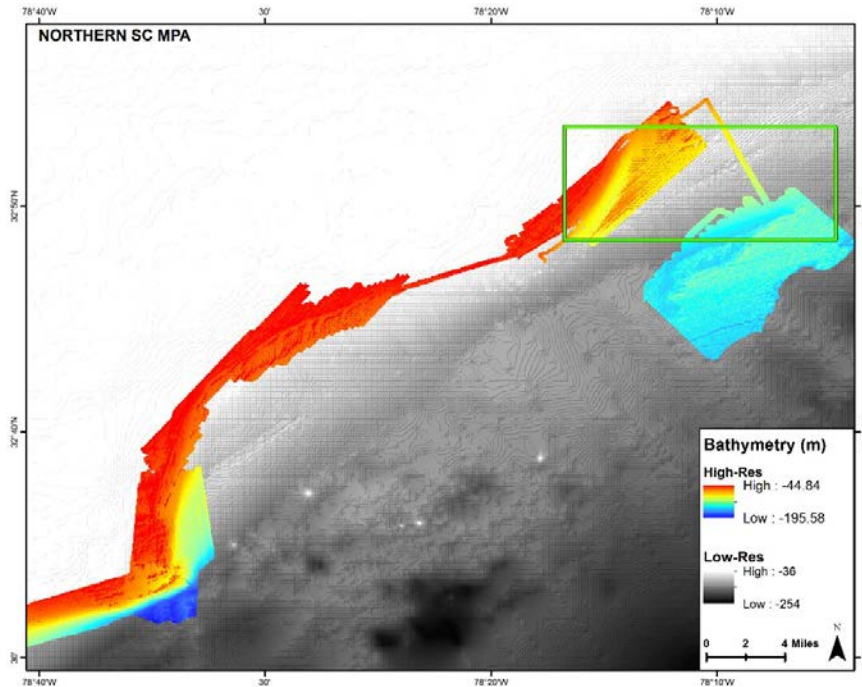 78°40'W
30'
78°20'W
78°10'W
NORTHERN SC MPA
32°50'N
32°40'N
30'
Bathymetry (m)
High-Res
High : -44.84
Low : -195.58
Low-Res
High : -36
Low : -254
N
0 2 4 Miles
78°40'W
30'
78°20'W
78°10'W